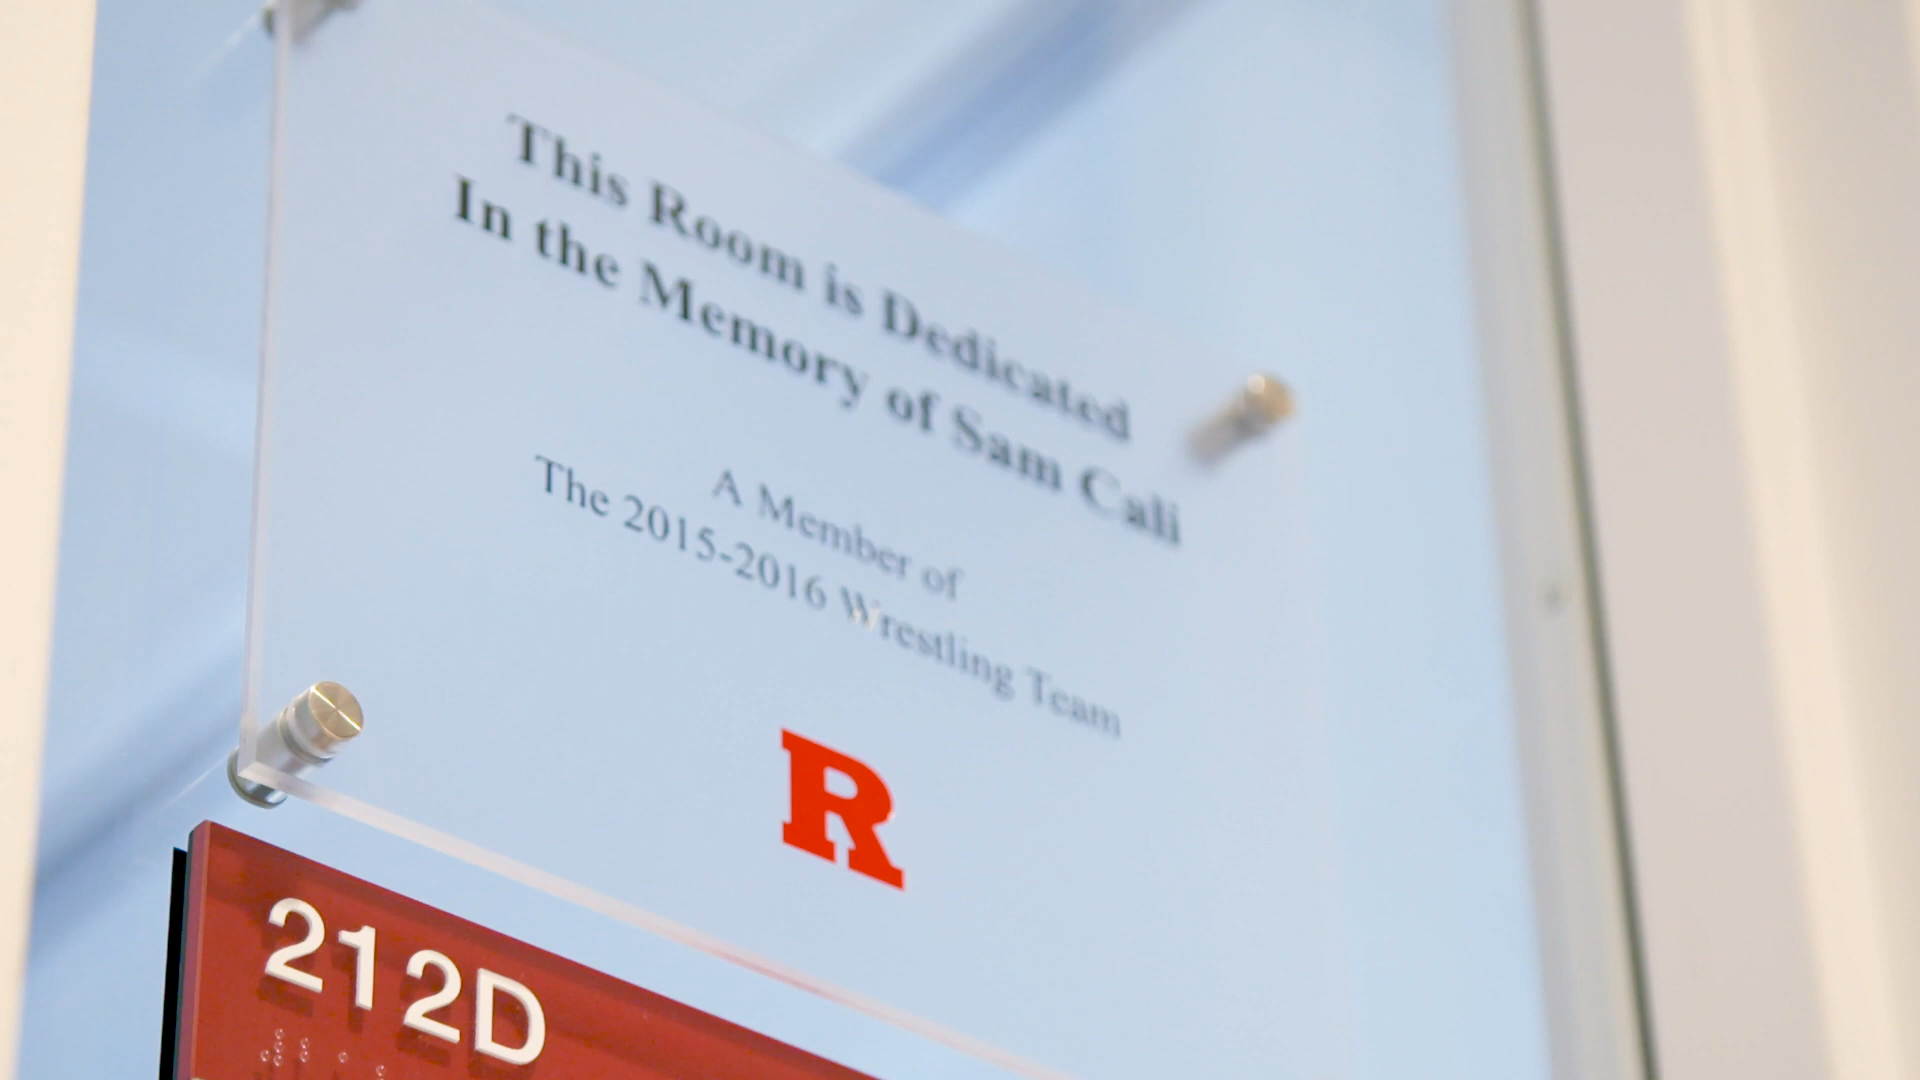 This Room is Dedicated
In the Memory of Sam Cali
A Member of
The 2015-2016 Wrestling Team
R
212D